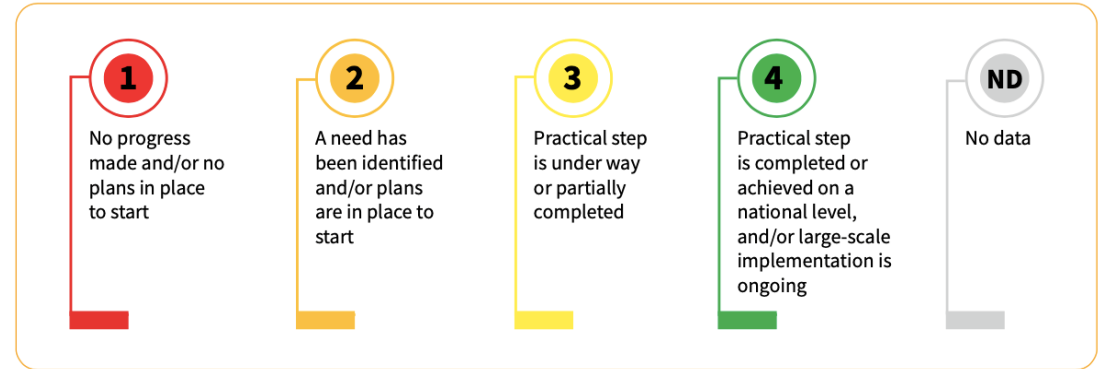 1
No progress
made and/or no
plans in place
to start
2
A need has
been identified
and/or plans
are in place to
start
3
Practical step
is under way
or partially
completed
4
Practical step
is completed or
achieved on a
national level,
and/or large-scale
implementation is
ongoing
ND
No data